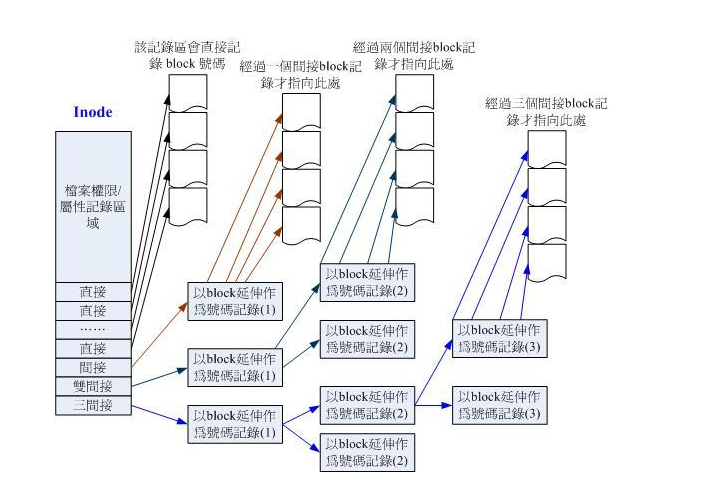 該記錄區會直接記
錄 block 號碼
經過一個間接block記
錄才指向此處
經過兩個間接block記
錄才指向此處
經過三個間接block記
錄才指向此處
Inode
檔案權限/
屬性記錄區
域
直接
直接
……
直接
間接
雙間接
三間接
以block延伸作
爲號碼記錄(1)
以block延伸作
爲號碼記錄(1)
以block延伸作
爲號碼記錄(1)
以block延伸作
爲號碼記錄(2)
以block延伸作
爲號碼記錄(2)
以block延伸作
爲號碼記錄(2)
以block延伸作
爲號碼記錄(2)
以block延伸作
爲號碼記錄(3)
以block延伸作
爲號碼記錄(3)